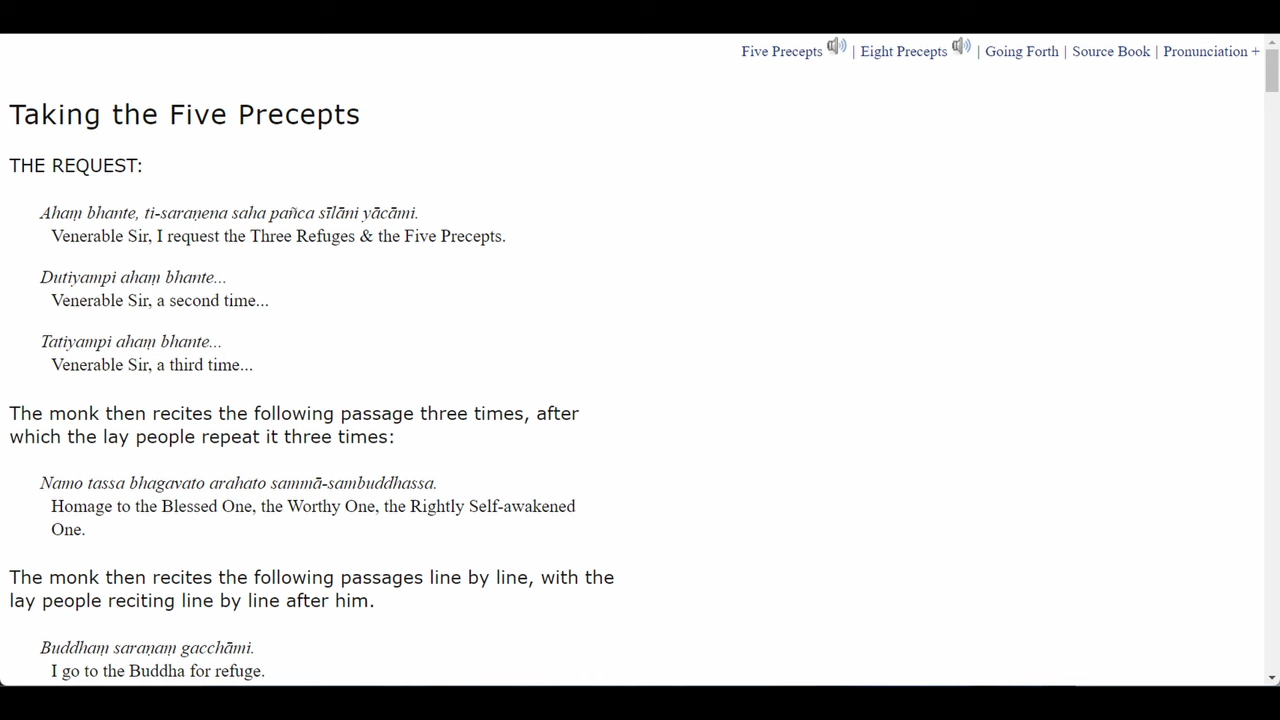 Five Precepts | Eight Precepts | Going Forth | Source Book | Pronunciation +
Taking the Five Precepts
THE REQUEST:
Ahaṃ bhante, ti-saraṇena saha pañca sīlāni yācāmi.
Venerable Sir, I request the Three Refuges & the Five Precepts.
Dutiyampi ahaṃ bhante...
Venerable Sir, a second time...
Tatiyampi ahaṃ bhante...
Venerable Sir, a third time...
The monk then recites the following passage three times, after
which the lay people repeat it three times:
Namo tassa bhagavato arahato sammā-sambuddhassa.
Homage to the Blessed One, the Worthy One, the Rightly Self-awakened
One.
The monk then recites the following passages line by line, with the
lay people reciting line by line after him.
Buddhaṃ saraṇaṃ gacchāmi.
I go to the Buddha for refuge.